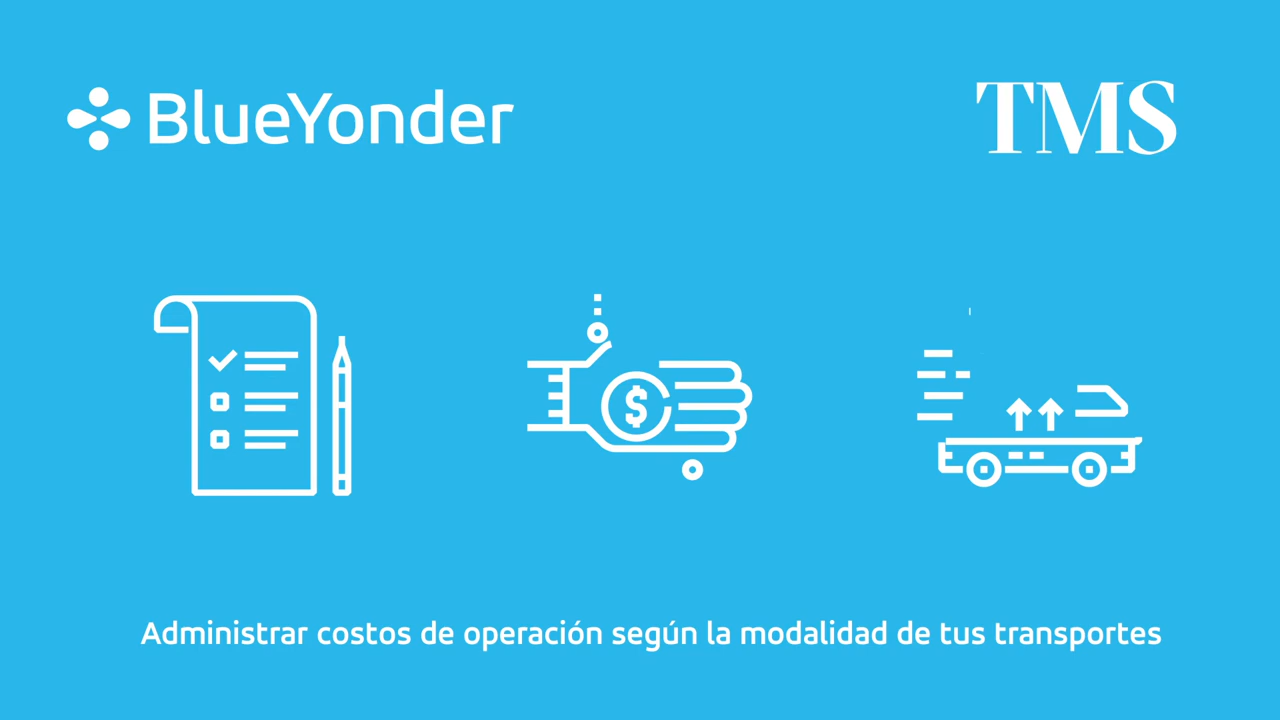 BlueYonder
TMS
$
Administrar costos de operación según la modalidad de tus transportes